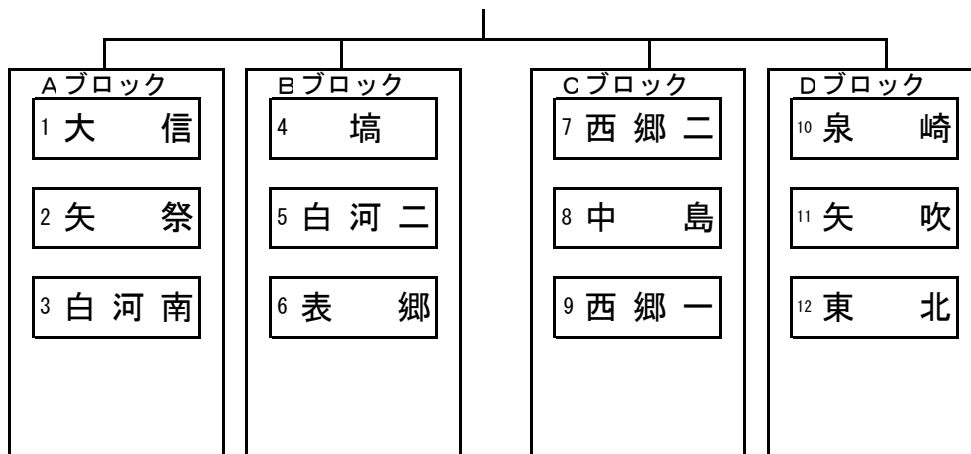 Aブロック
1 大信
2 矢祭
3 白河南
Bブロック
4 塙
5 白河二
6 表郷
Cブロック
7 西郷二
8 中島
9 西郷一
Dブロック
10 泉崎
11 矢吹
12 東北